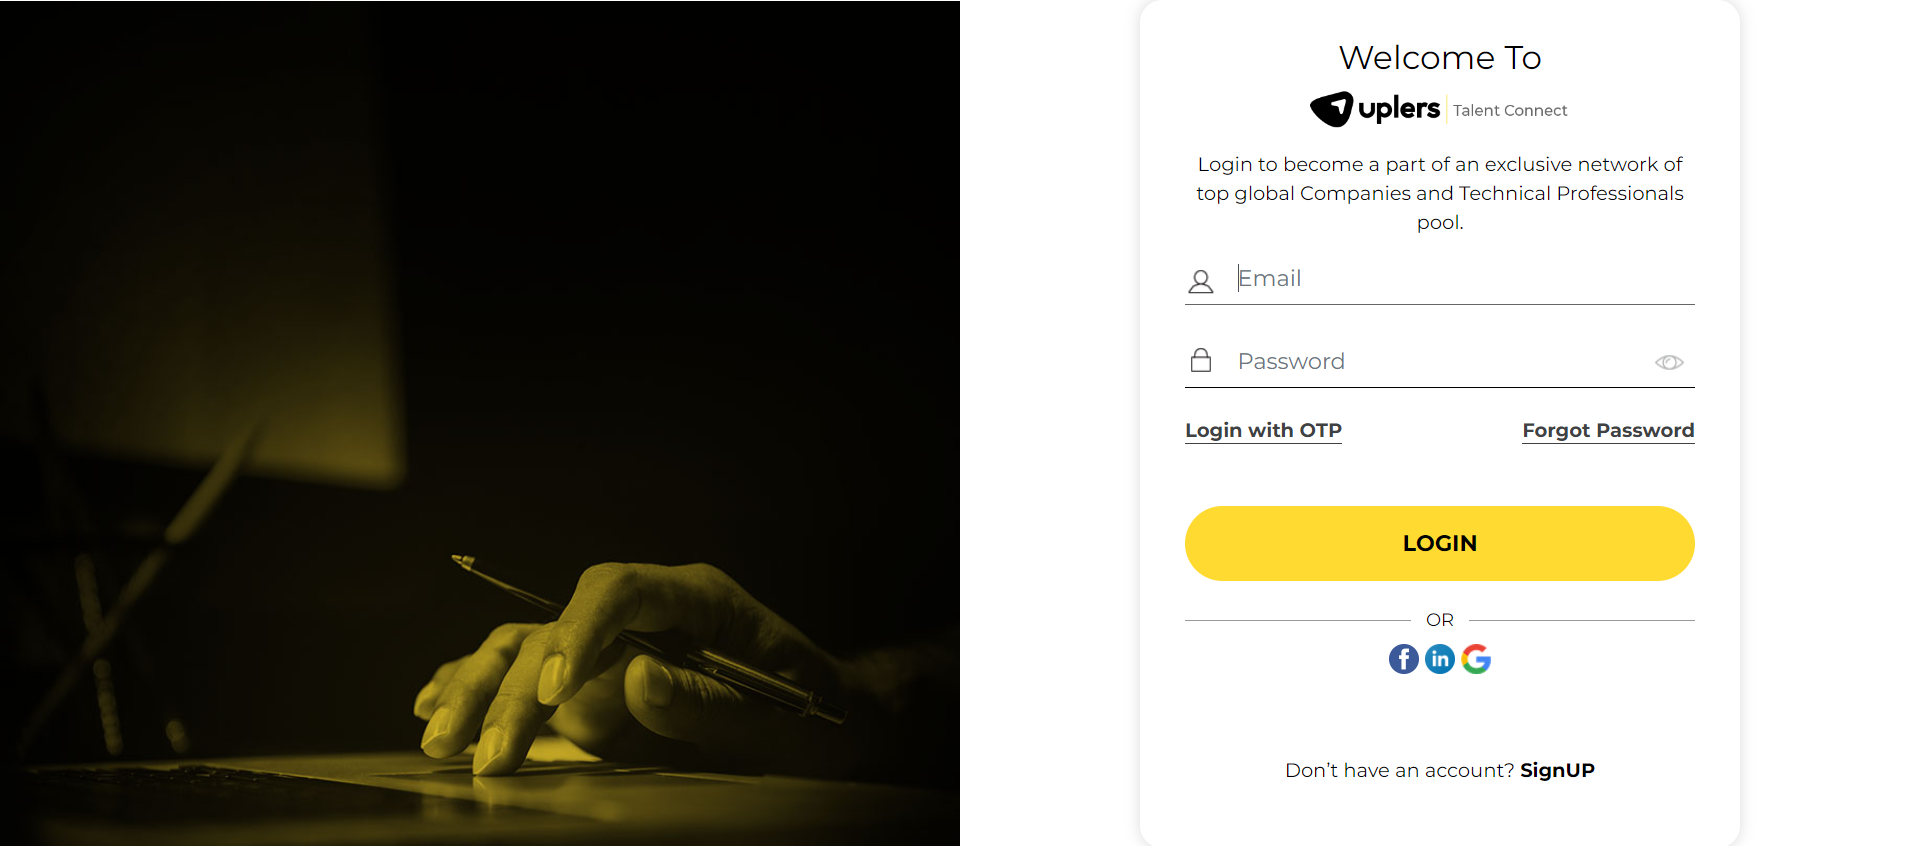 Welcome To
uplers | Talent Connect
Login to become a part of an exclusive network of
top global Companies and Technical Professionals
pool.
Email
Password
Login with OTP
Forgot Password
LOGIN
OR
f in G
Don’t have an account? SignUP